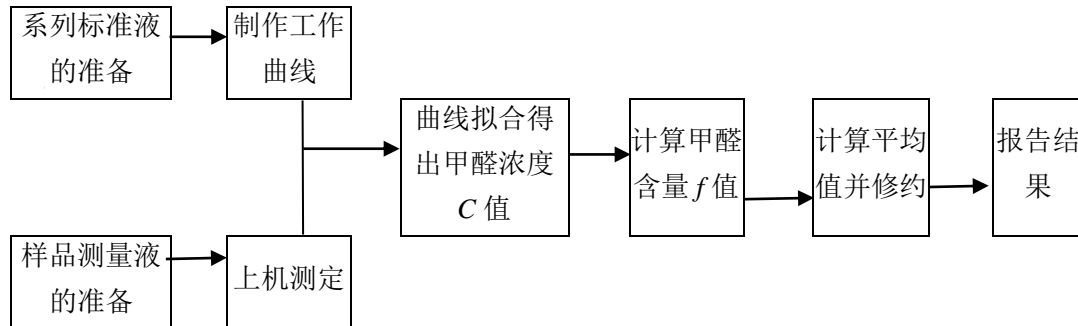 系列标准液
的准备
制作工作
曲线
曲线拟合得
出甲醛浓度
C 值
计算甲醛
含量 f 值
计算平均
值并修约
报告结
果
样品测量液
的准备
上机测定